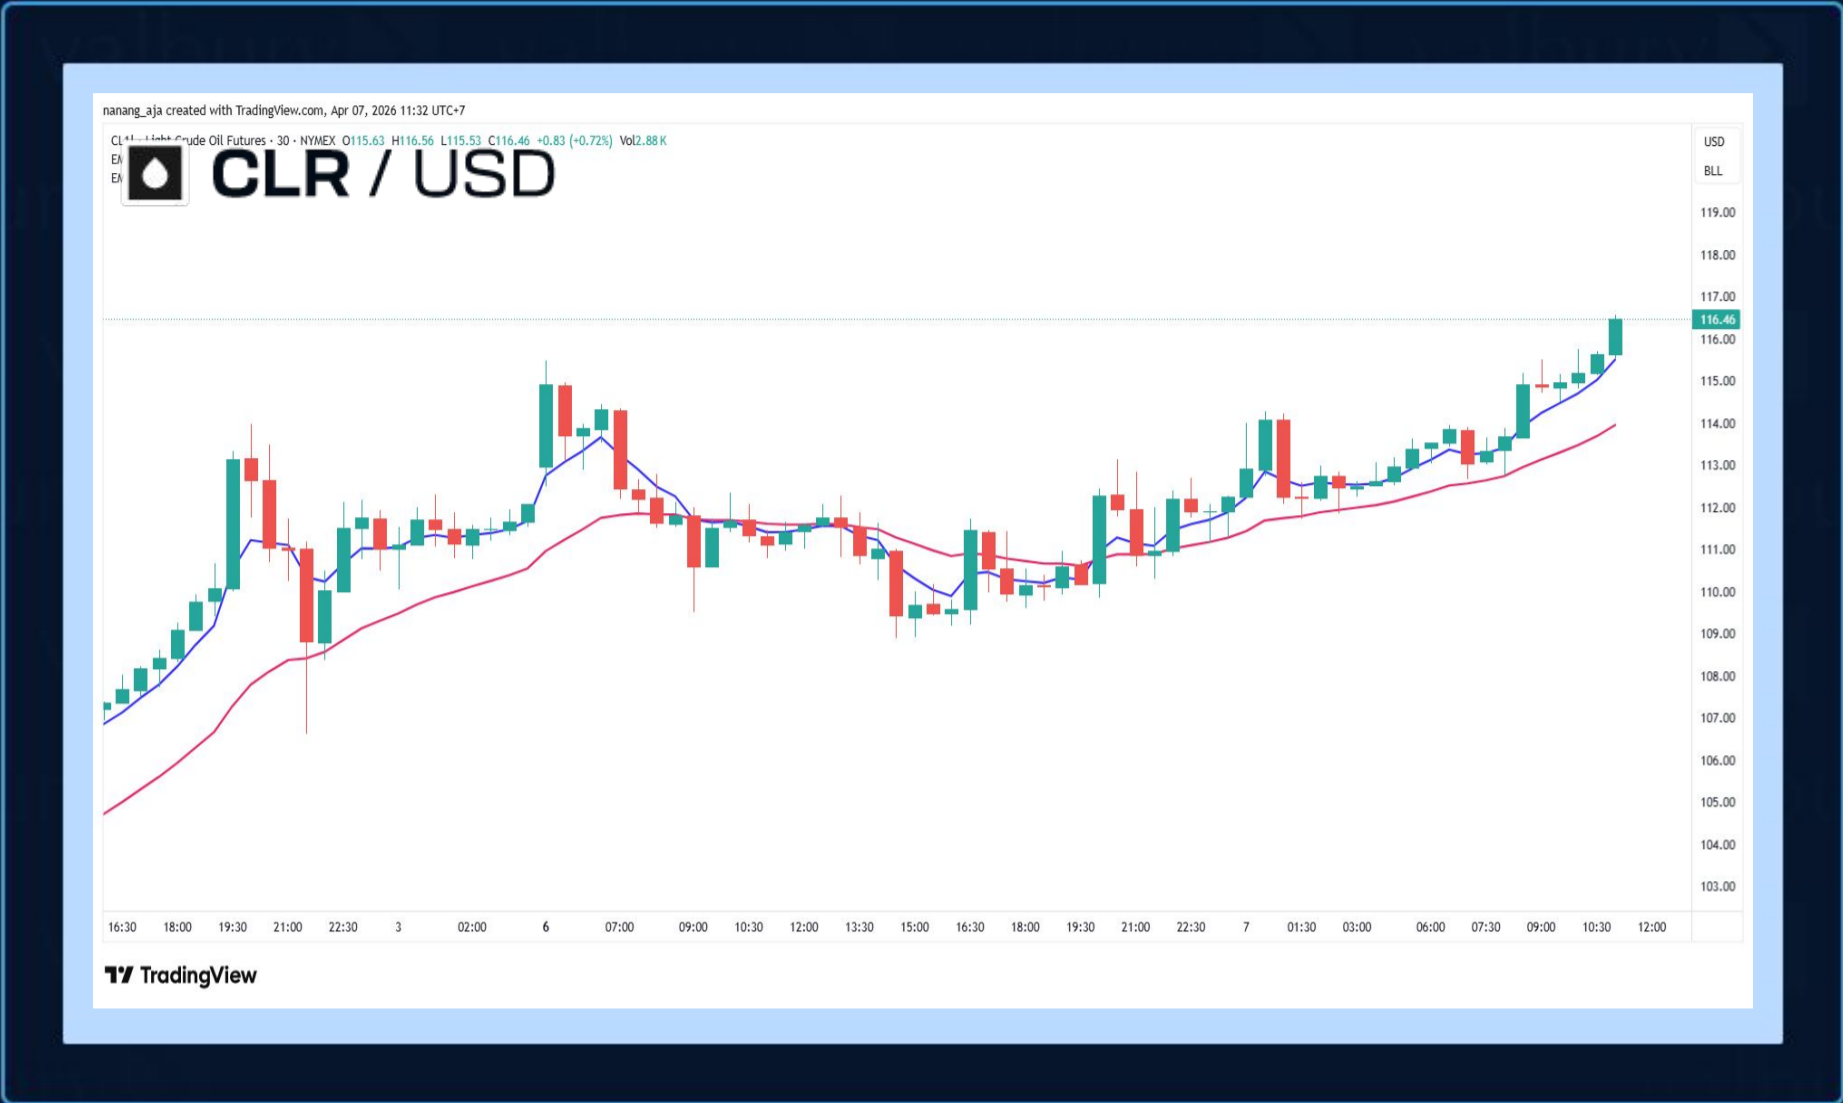 nanang_aja created with TradingView.com, Apr 07, 2026 11:32 UTC+7
Crude Oil Futures · 30 · NYMEX O115.63 H116.56 L115.53 C116.46 +0.83 (+0.72%) Vol2.88 K
CLR / USD
USD
BLL
119.00
118.00
117.00
116.46
116.00
115.00
114.00
113.00
112.00
111.00
110.00
109.00
108.00
107.00
106.00
105.00
104.00
103.00
16:30 18:00 19:30 21:00 22:30 3 02:00 6 07:00 09:00 10:30 12:00 13:30 15:00 16:30 18:00 19:30 21:00 22:30 7 01:30 03:00 06:00 07:30 09:00 10:30 12:00
TradingView